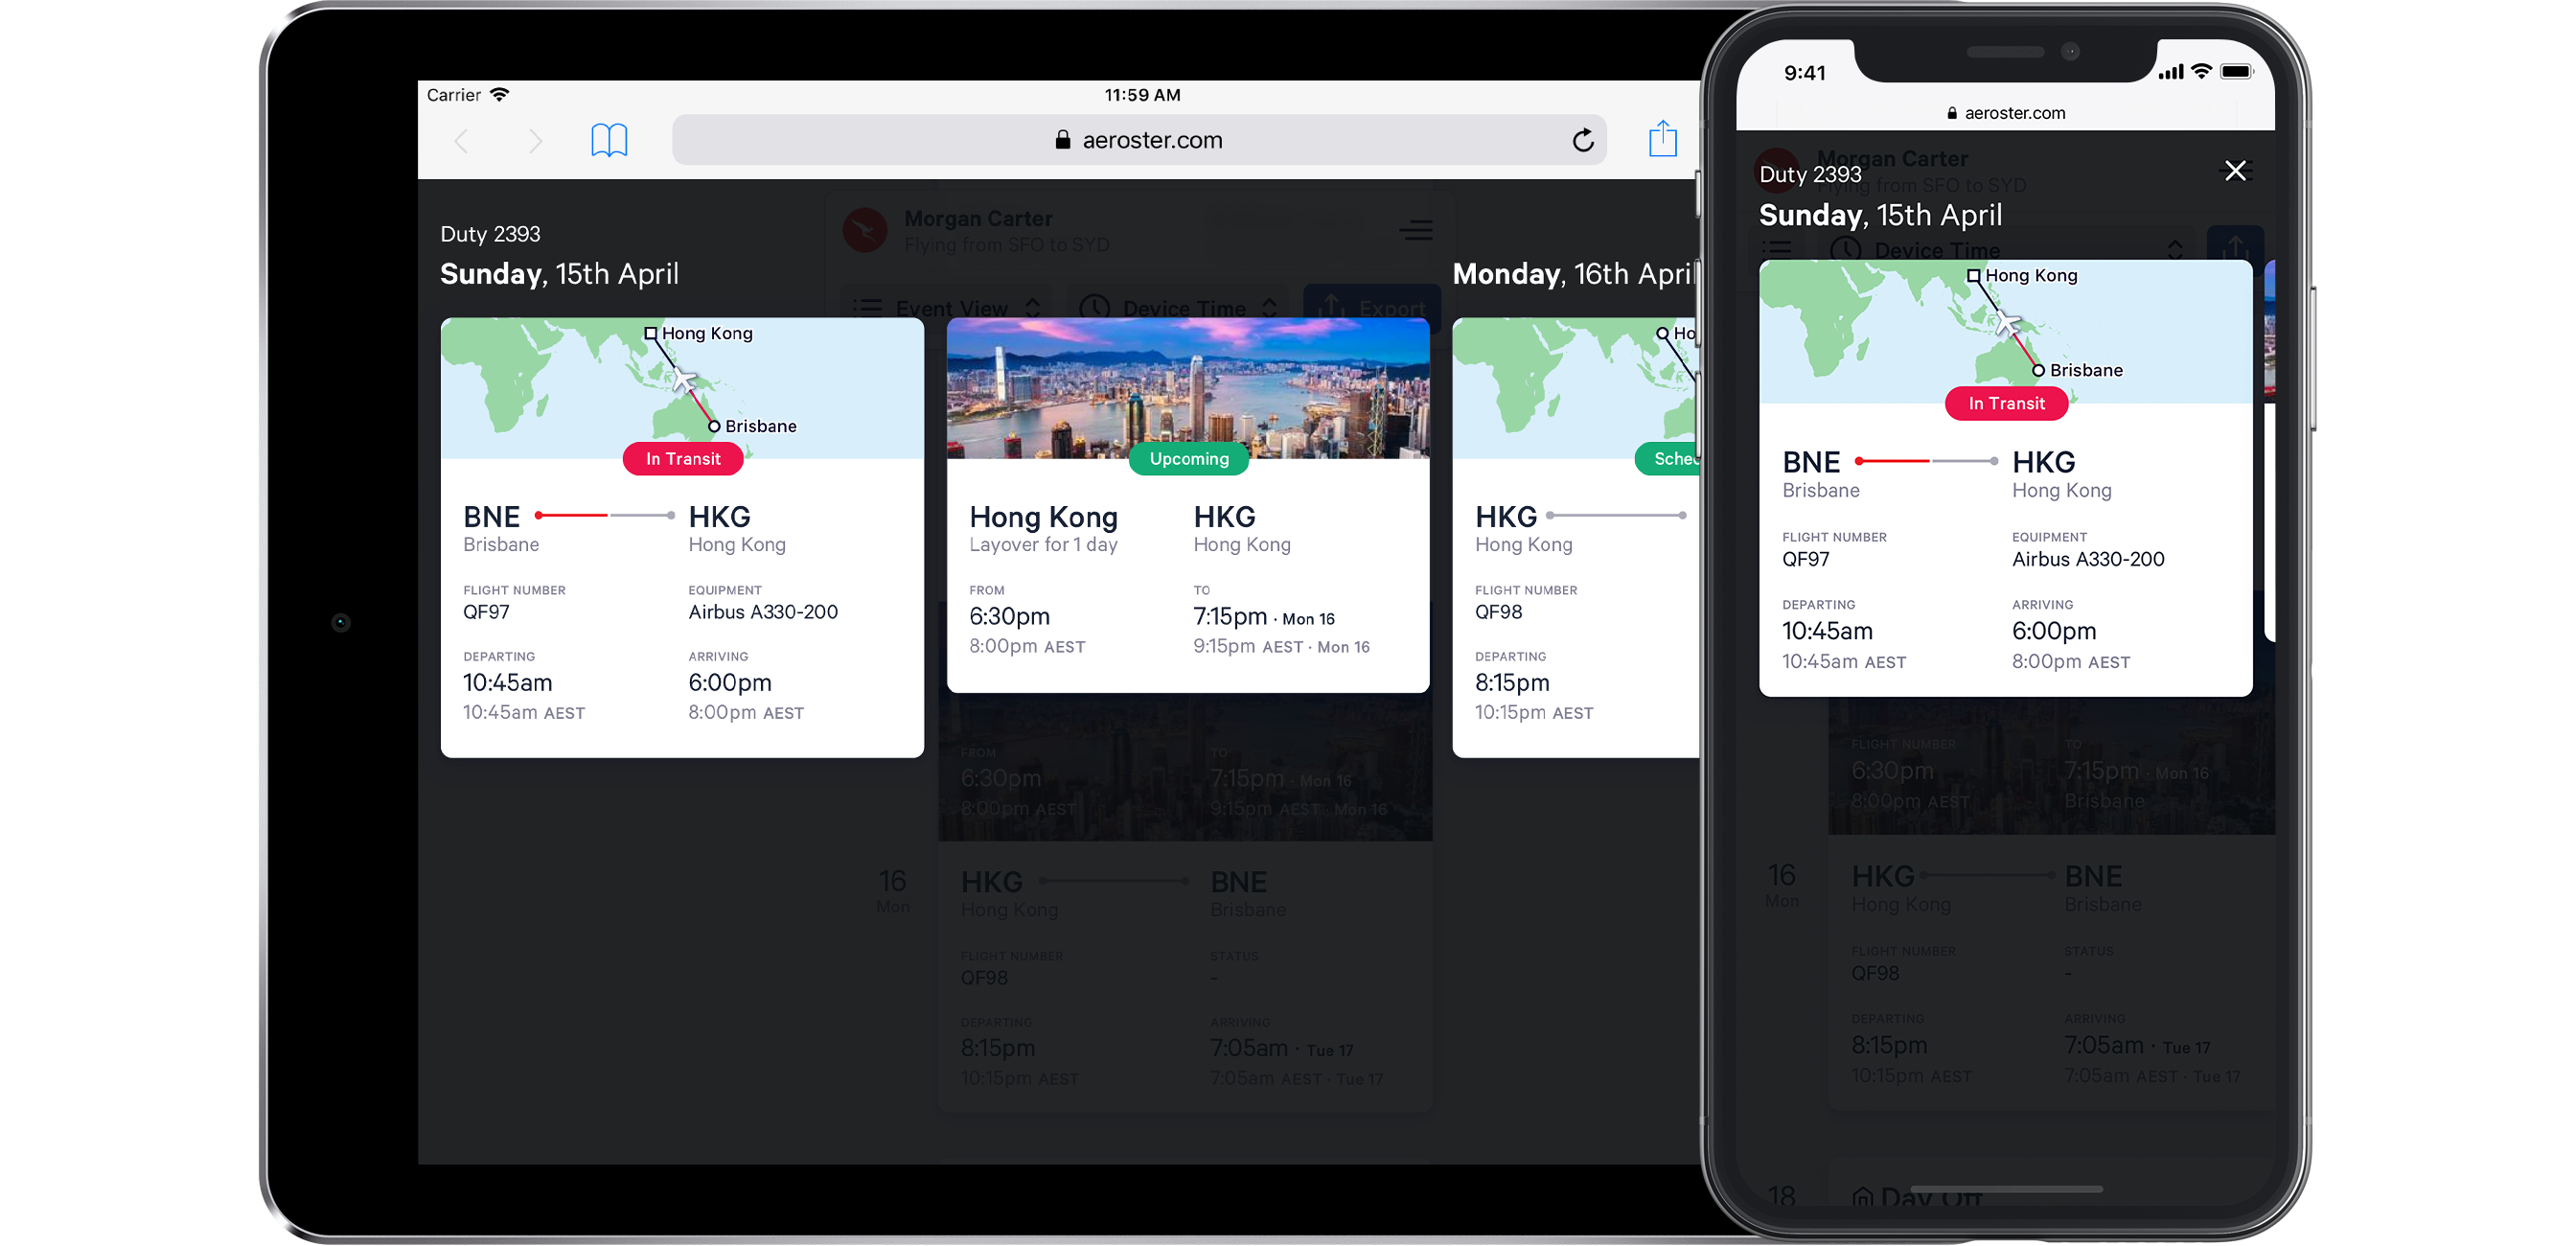 Carrier
11:59 AM
aeroster.com
Morgan Carter
Flying from SFO to SYD
Duty 2393
Sunday, 15th April
Monday, 16th April
Event View
Device Time
Export
Hong Kong
Brisbane
In Transit
BNE
HKG
Brisbane
Hong Kong
FLIGHT NUMBER
EQUIPMENT
QF97
Airbus A330-200
DEPARTING
ARRIVING
10:45am
6:00pm
10:45am AEST
8:00pm AEST
Upcoming
Hong Kong
HKG
Layover for 1 day
Hong Kong
FROM
TO
6:30pm
7:15pm · Mon 16
8:00pm AEST
9:15pm AEST · Mon 16
Ho
Sched
HKG
Hong Kong
FLIGHT NUMBER
QF98
DEPARTING
8:15pm
10:15pm AEST
FROM
TO
6:30pm
7:15pm · Mon 16
8:00pm AEST
9:15pm AEST · Mon 16
16
Mon
HKG
BNE
Hong Kong
Brisbane
FLIGHT NUMBER
STATUS
QF98
-
DEPARTING
ARRIVING
8:15pm
7:05am · Tue 17
10:15pm AEST
7:05am AEST · Tue 17
9:41
aeroster.com
Morgan Carter
Flying from SFO to SYD
Duty 2393
Sunday, 15th April
Device Time
Hong Kong
Brisbane
In Transit
BNE
HKG
Brisbane
Hong Kong
FLIGHT NUMBER
EQUIPMENT
QF97
Airbus A330-200
DEPARTING
ARRIVING
10:45am
6:00pm
10:45am AEST
8:00pm AEST
FLIGHT NUMBER
TO
6:30pm
7:15pm · Mon 16
8:00pm AEST
Brisbane
16
Mon
HKG
BNE
Hong Kong
Brisbane
FLIGHT NUMBER
STATUS
QF98
-
DEPARTING
ARRIVING
8:15pm
7:05am · Tue 17
10:15pm AEST
7:05am AEST · Tue 17
18
Day Off